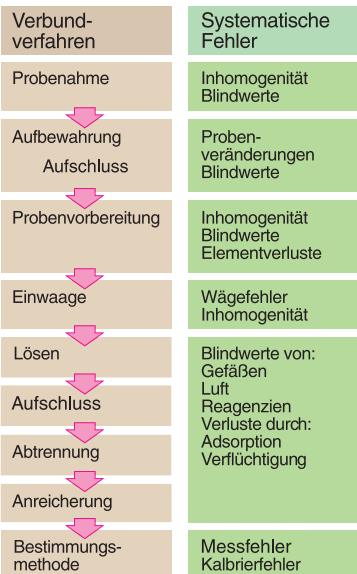 Verbund-
verfahren
Systematische
Fehler
Probenahme
Inhomogenität
Blindwerte
Aufbewahrung
Aufschluss
Proben-
veränderungen
Blindwerte
Probenvorbereitung
Inhomogenität
Blindwerte
Elementverluste
Einwaage
Wägefehler
Inhomogenität
Lösen
Aufschluss
Abtrennung
Anreicherung
Blindwerte von:
Gefäßen
Luft
Reagenzien
Verluste durch:
Adsorption
Verflüchtigung
Bestimmungs-
methode
Messfehler
Kalbrierfehler